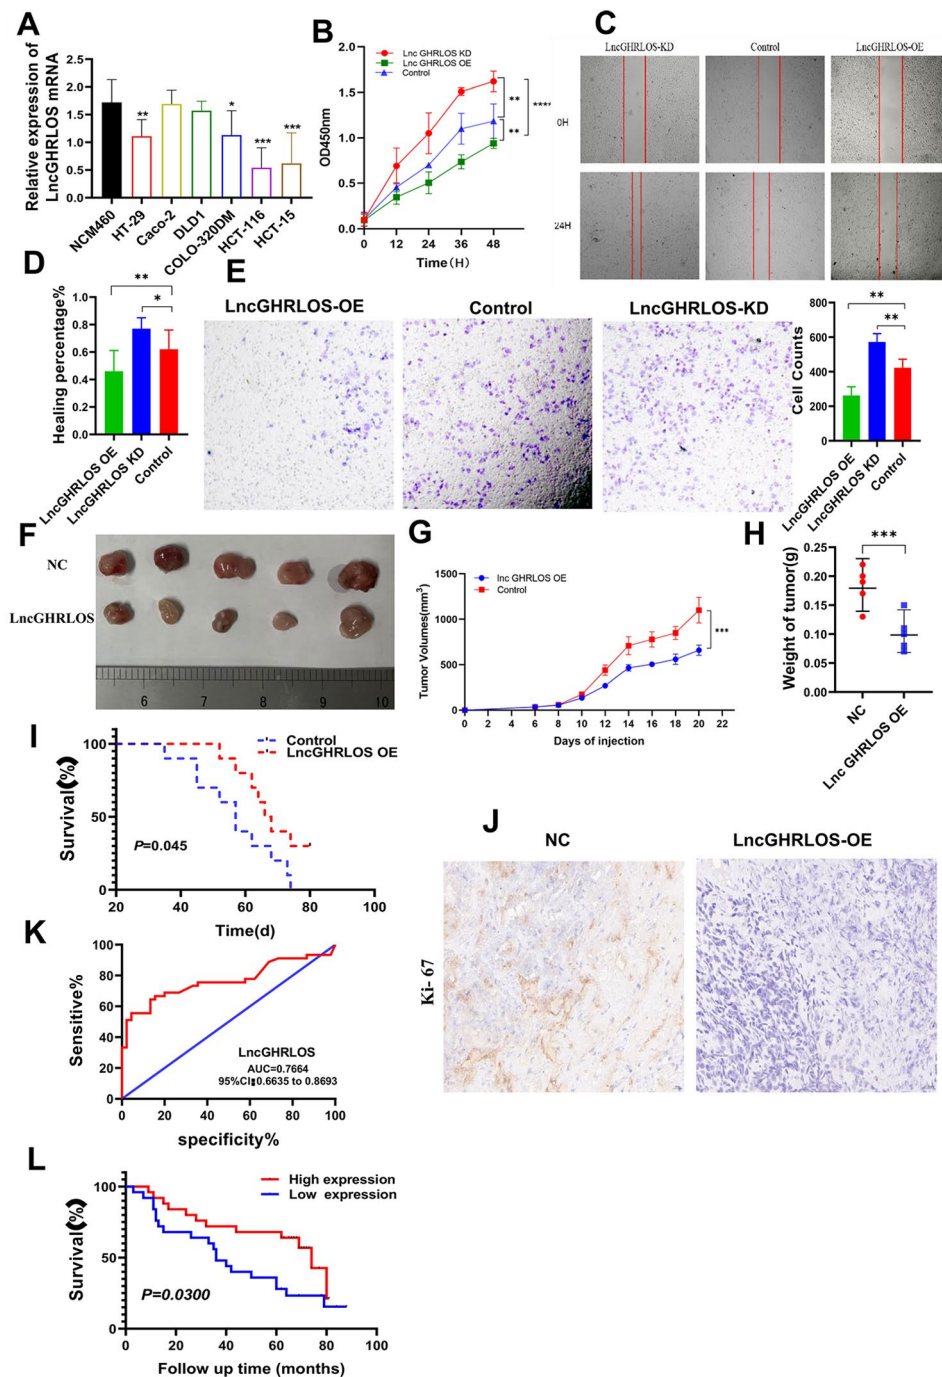 A
Relative expression of
LncGHRLOS mRNA
2.5
2.0
1.5
1.0
0.5
0.0
**
*
***
***
NCM460
HT-29
Caco-2
DLD1
COLO-320DM
HCT-116
HCT-15
B
OD450nm
2.0
1.5
1.0
0.5
0.0
Lnc GHRLOS KD
Lnc GHRLOS OE
Control
**
**
****
0 12 24 36 48
Time(H)
C
LncGHRLOS-KD Control LncGHRLOS-OE
0H
24H
D
Healing percentage%
1.0
0.8
0.6
0.4
0.2
0.0
**
*
LncGHRLOS OE
LncGHRLOS KD
Control
E
LncGHRLOS-OE Control LncGHRLOS-KD
Cell Counts
800
600
400
200
0
**
**
LncGHRLOS OE
LncGHRLOS KD
Control
F
NC
LncGHRLOS
6 7 8 9 10
G
Tumor Volumes(mm3)
1500
1000
500
0
lnc GHRLOS OE
Control
***
0 2 4 6 8 10 12 14 16 18 20 22
Days of injection
H
Weight of tumor(g)
0.25
0.20
0.15
0.10
0.05
0.00
***
NC
Lnc GHRLOS OE
I
Survival(%)
100
50
0
Control
LncGHRLOS OE
P=0.045
20 40 60 80 100
Time(d)
J
NC LncGHRLOS-OE
Ki- 67
K
Sensitive%
100
80
60
40
20
0
LncGHRLOS
AUC=0.7664
95%CI 0.6635 to 0.8693
0 20 40 60 80 100
specificity%
L
Survival(%)
100
50
0
High expression
Low expression
P=0.0300
0 20 40 60 80 100
Follow up time (months)